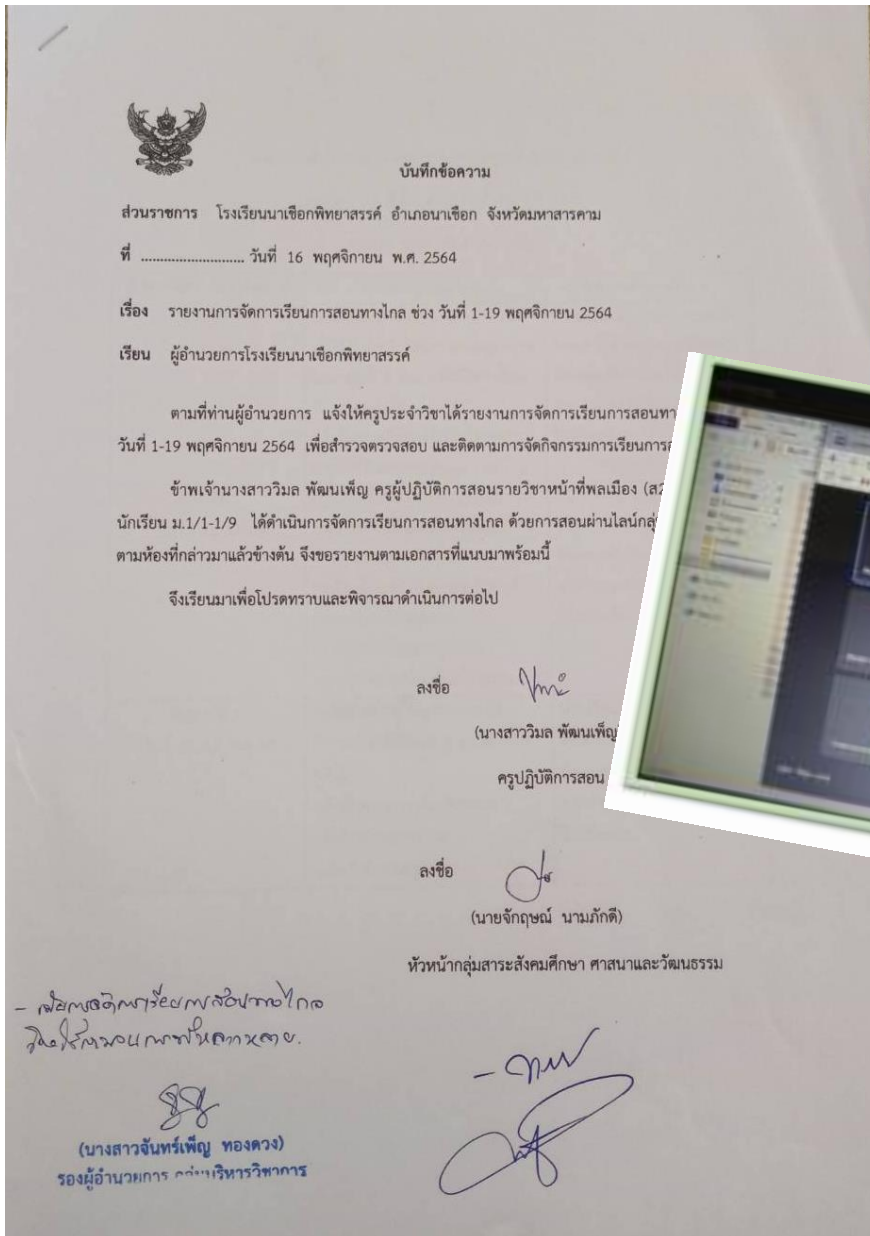 บันทึกข้อความ
ส่วนราชการ โรงเรียนนาเชือกพิทยาสรรค์ อำเภอนาเชือก จังหวัดมหาสารคาม
ที่ ........................... วันที่ 16 พฤศจิกายน พ.ศ. 2564
เรื่อง รายงานการจัดการเรียนการสอนทางไกล ช่วง วันที่ 1-19 พฤศจิกายน 2564
เรียน ผู้อำนวยการโรงเรียนนาเชือกพิทยาสรรค์
ตามที่ท่านผู้อำนวยการ แจ้งให้ครูประจำวิชาได้รายงานการจัดการเรียนการสอนทา
วันที่ 1-19 พฤศจิกายน 2564 เพื่อสำรวจตรวจสอบ และติดตามการจัดกิจกรรมการเรียนการ
ข้าพเจ้านางสาววิมล พัฒนเพ็ญ ครูผู้ปฏิบัติการสอนรายวิชาหน้าที่พลเมือง (ส2
นักเรียน ม.1/1-1/9 ได้ดำเนินการจัดการเรียนการสอนทางไกล ด้วยการสอนผ่านไลน์กลุ่
ตามห้องที่กล่าวมาแล้วข้างต้น จึงขอรายงานตามเอกสารที่แนบมาพร้อมนี้
จึงเรียนมาเพื่อโปรดทราบและพิจารณาดำเนินการต่อไป
ลงชื่อ
(นางสาววิมล พัฒนเพ็ญ
ครูปฏิบัติการสอน
ลงชื่อ
(นายจักฤษณ์ นามภักดี)
หัวหน้ากลุ่มสาระสังคมศึกษา ศาสนาและวัฒนธรรม
- ทราบ
(นางสาวจันทร์เพ็ญ ทองดวง)
รองผู้อำนวยการ กลุ่มบริหารวิชาการ